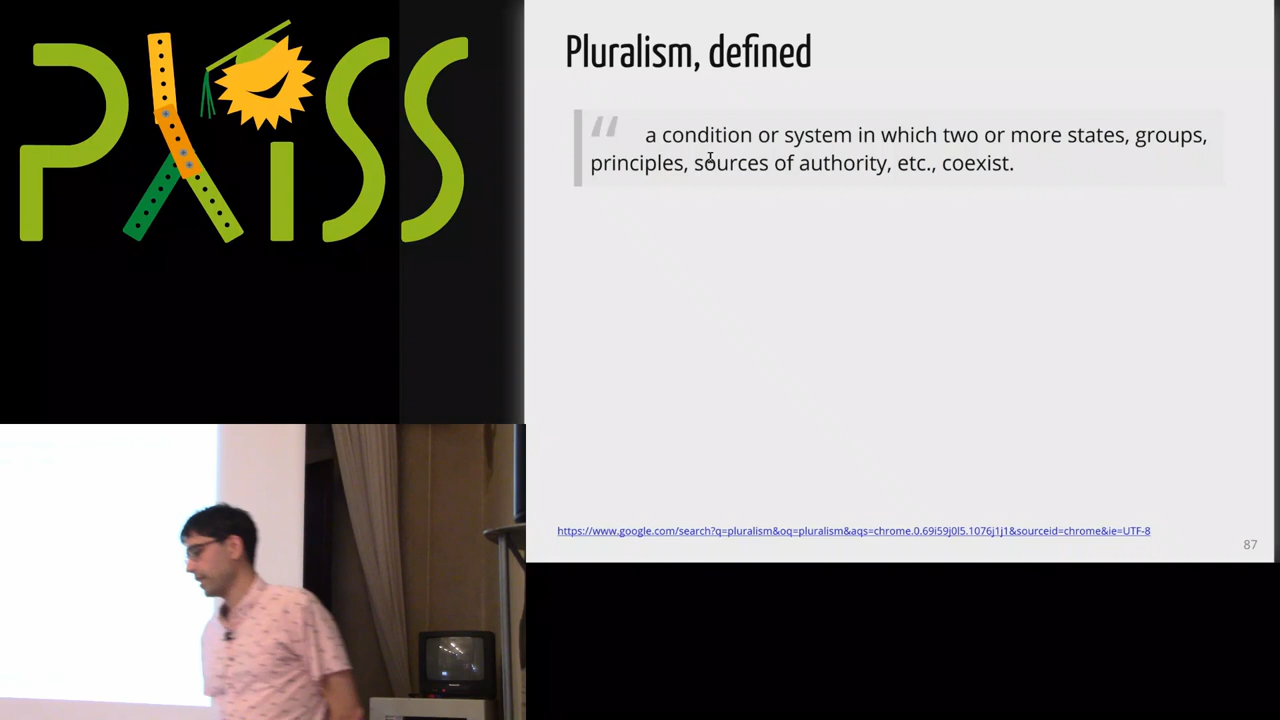 PXiSS
Pluralism, defined
“ a condition or system in which two or more states, groups,
principles, sources of authority, etc., coexist.
https://www.google.com/search?q=pluralism&oq=pluralism&aqs=chrome.0.69i59j0l5.1076j1j1&sourceid=chrome&ie=UTF-8
87